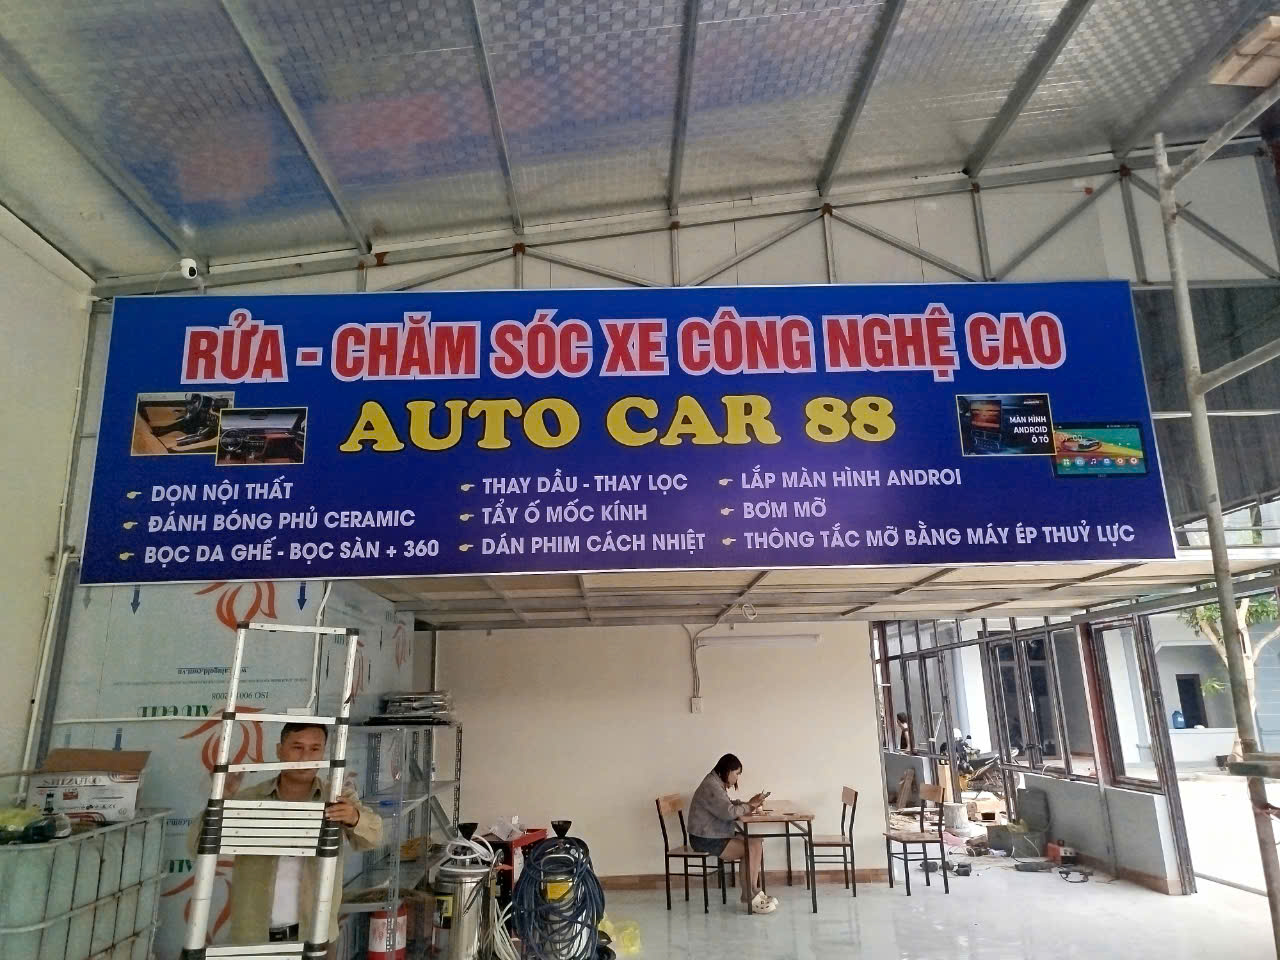 RỬA - CHĂM SÓC XE CÔNG NGHỆ CAO
AUTO CAR 88
MÀN HÌNH
ANDROID
Ô TÔ
DỌN NỘI THẤT
ĐÁNH BÓNG PHỦ CERAMIC
BỌC DA GHẾ - BỌC SÀN + 360
THAY DẦU - THAY LỌC
TẨY Ố MỐC KÍNH
DÁN PHIM CÁCH NHIỆT
LẮP MÀN HÌNH ANDROI
BƠM MỠ
THÔNG TẮC MỠ BẰNG MÁY ÉP THUỶ LỰC